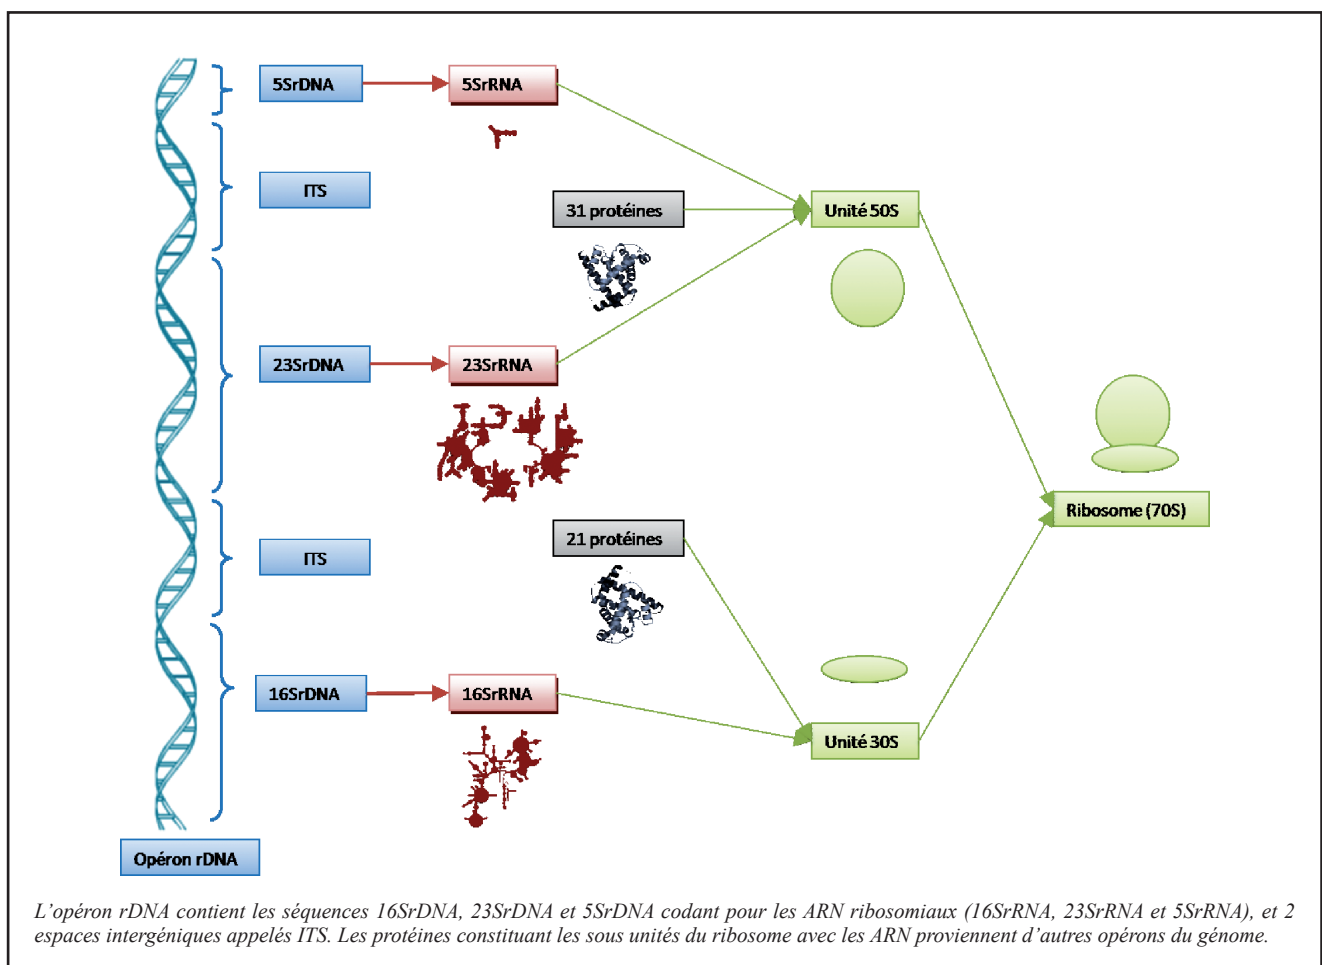 5SrDNA
5SrRNA
ITS
31 protéines
Unité 50S
23SrDNA
23SrRNA
Ribosome (70S)
21 protéines
ITS
16SrDNA
16SrRNA
Unité 30S
Opéron rDNA
L'opéron rDNA contient les séquences 16SrDNA, 23SrDNA et 5SrDNA codant pour les ARN ribosomiaux (16SrRNA, 23SrRNA et 5SrRNA), et 2
espaces intergéniques appelés ITS. Les protéines constituant les sous unités du ribosome avec les ARN proviennent d'autres opérons du génome.